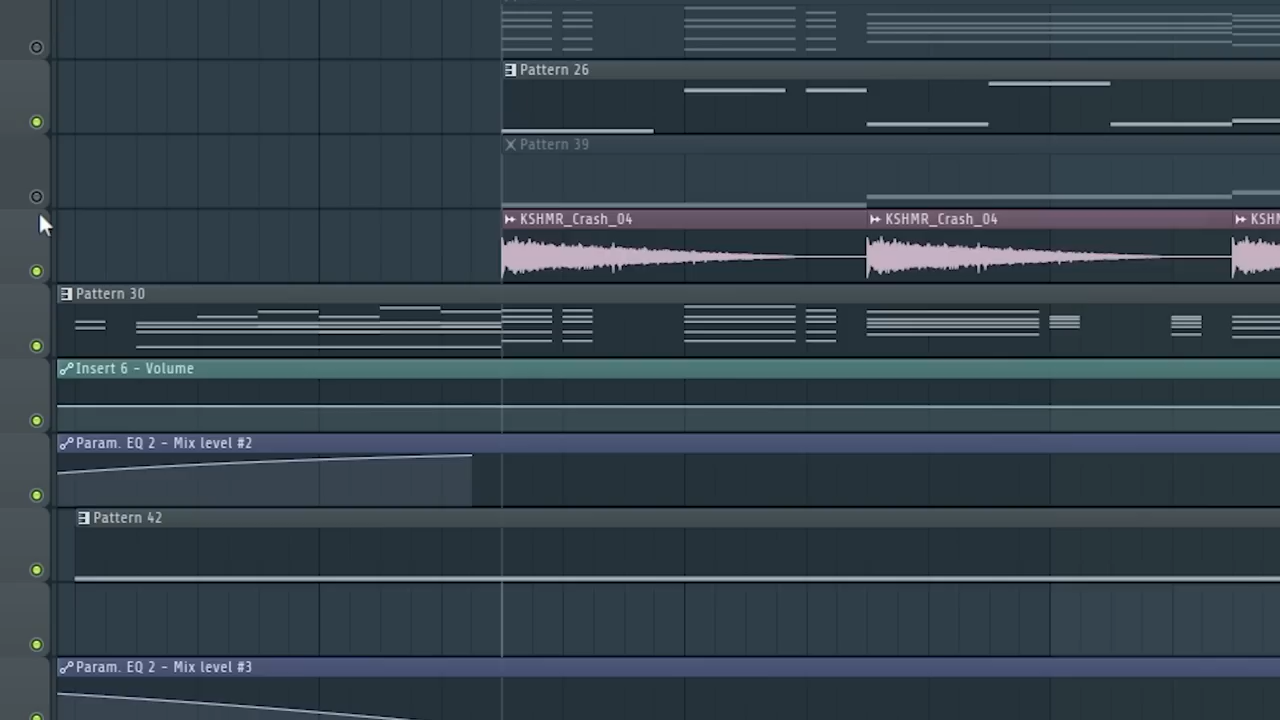 Pattern 26
Pattern 39
KSHMR_Crash_04
KSHMR_Crash_04
KSHM
Pattern 30
Insert 6 - Volume
Param. EQ 2 - Mix level #2
Pattern 42
Param. EQ 2 - Mix level #3